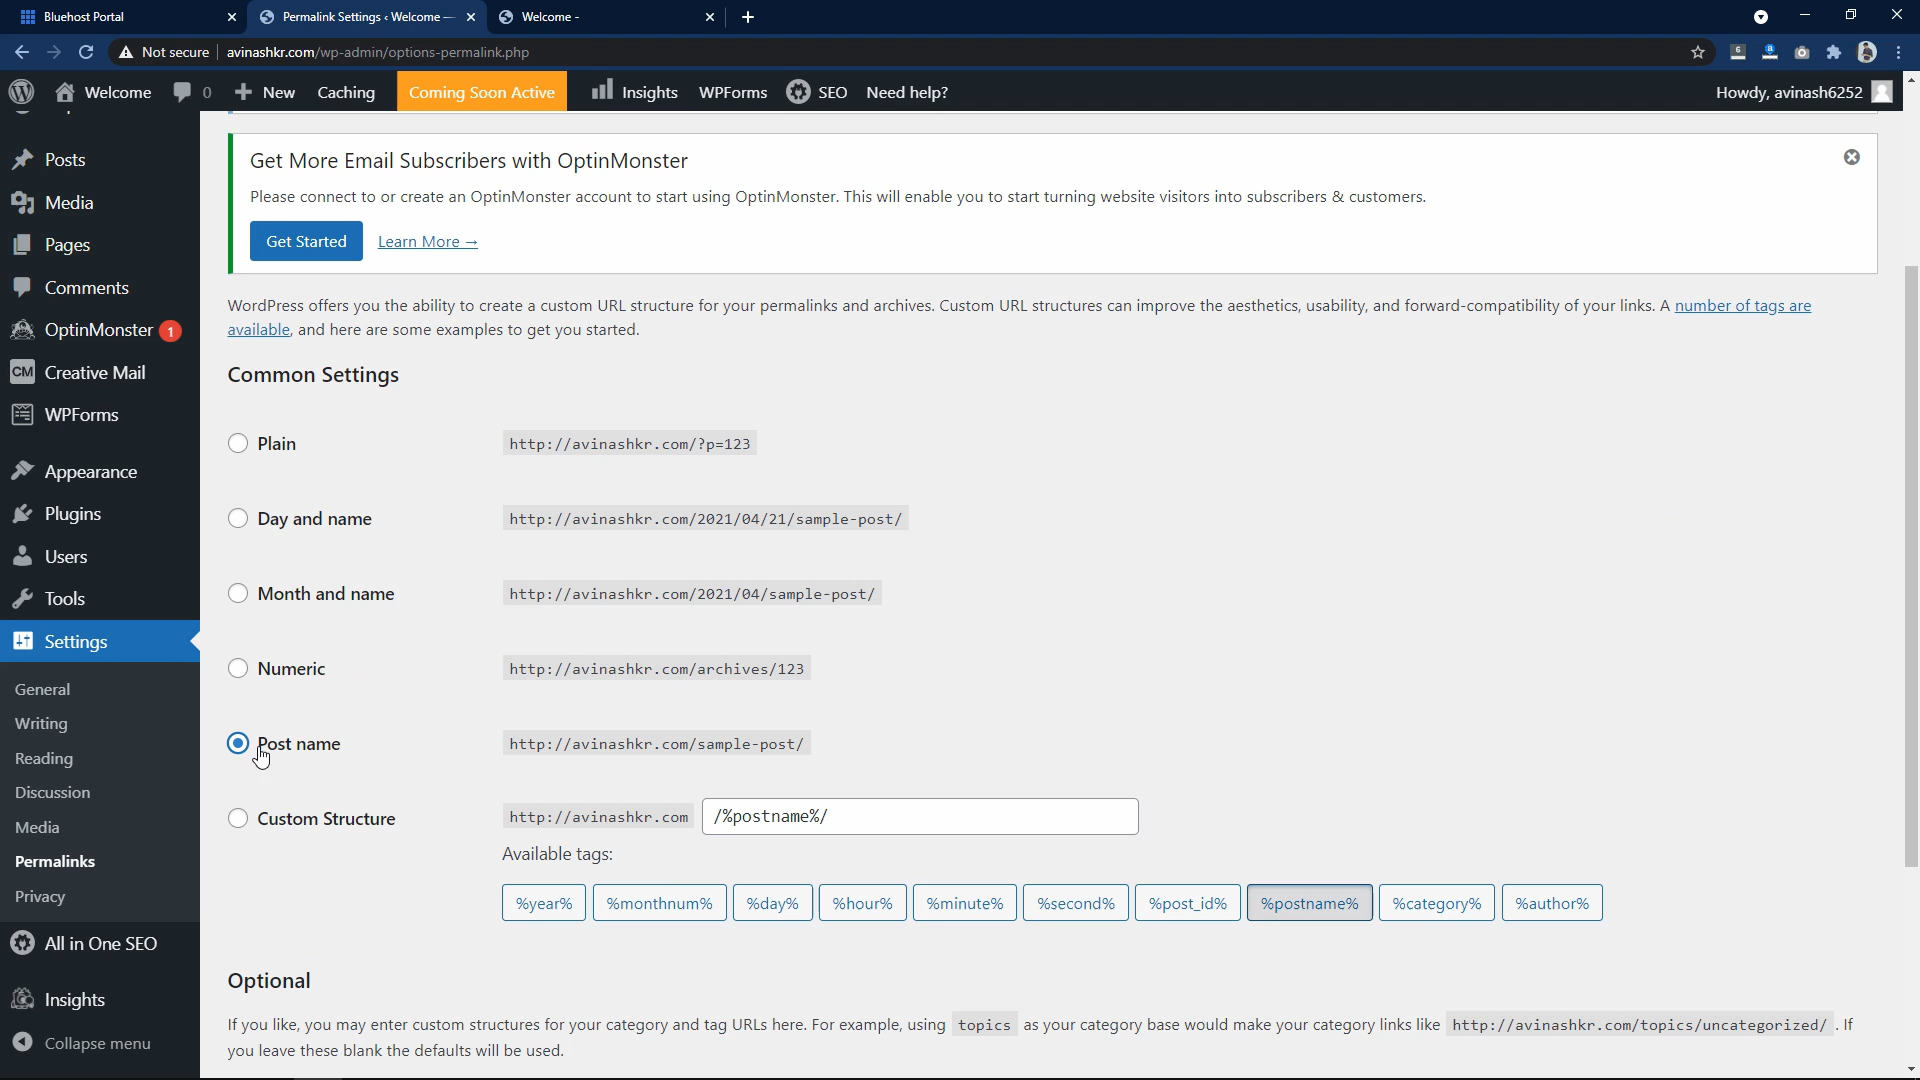 Bluehost Portal
Permalink Settings ‹ Welcome —
Welcome -
Not secure avinashkr.com/wp-admin/options-permalink.php
6
a
Welcome 0 New Caching Coming Soon Active Insights WPForms SEO Need help? Howdy, avinash6252
Posts
Media
Pages
Comments
OptinMonster 1
CM Creative Mail
WPForms
Appearance
Plugins
Users
Tools
Settings
General
Writing
Reading
Discussion
Media
Permalinks
Privacy
All in One SEO
Insights
Collapse menu
Get More Email Subscribers with OptinMonster
Please connect to or create an OptinMonster account to start using OptinMonster. This will enable you to start turning website visitors into subscribers & customers.
Get Started Learn More →
WordPress offers you the ability to create a custom URL structure for your permalinks and archives. Custom URL structures can improve the aesthetics, usability, and forward-compatibility of your links. A number of tags are
available, and here are some examples to get you started.
Common Settings
Plain http://avinashkr.com/?p=123
Day and name http://avinashkr.com/2021/04/21/sample-post/
Month and name http://avinashkr.com/2021/04/sample-post/
Numeric http://avinashkr.com/archives/123
Post name http://avinashkr.com/sample-post/
Custom Structure http://avinashkr.com /%postname%/
Available tags:
%year% %monthnum% %day% %hour% %minute% %second% %post_id% %postname% %category% %author%
Optional
If you like, you may enter custom structures for your category and tag URLs here. For example, using topics as your category base would make your category links like http://avinashkr.com/topics/uncategorized/ . If
you leave these blank the defaults will be used.